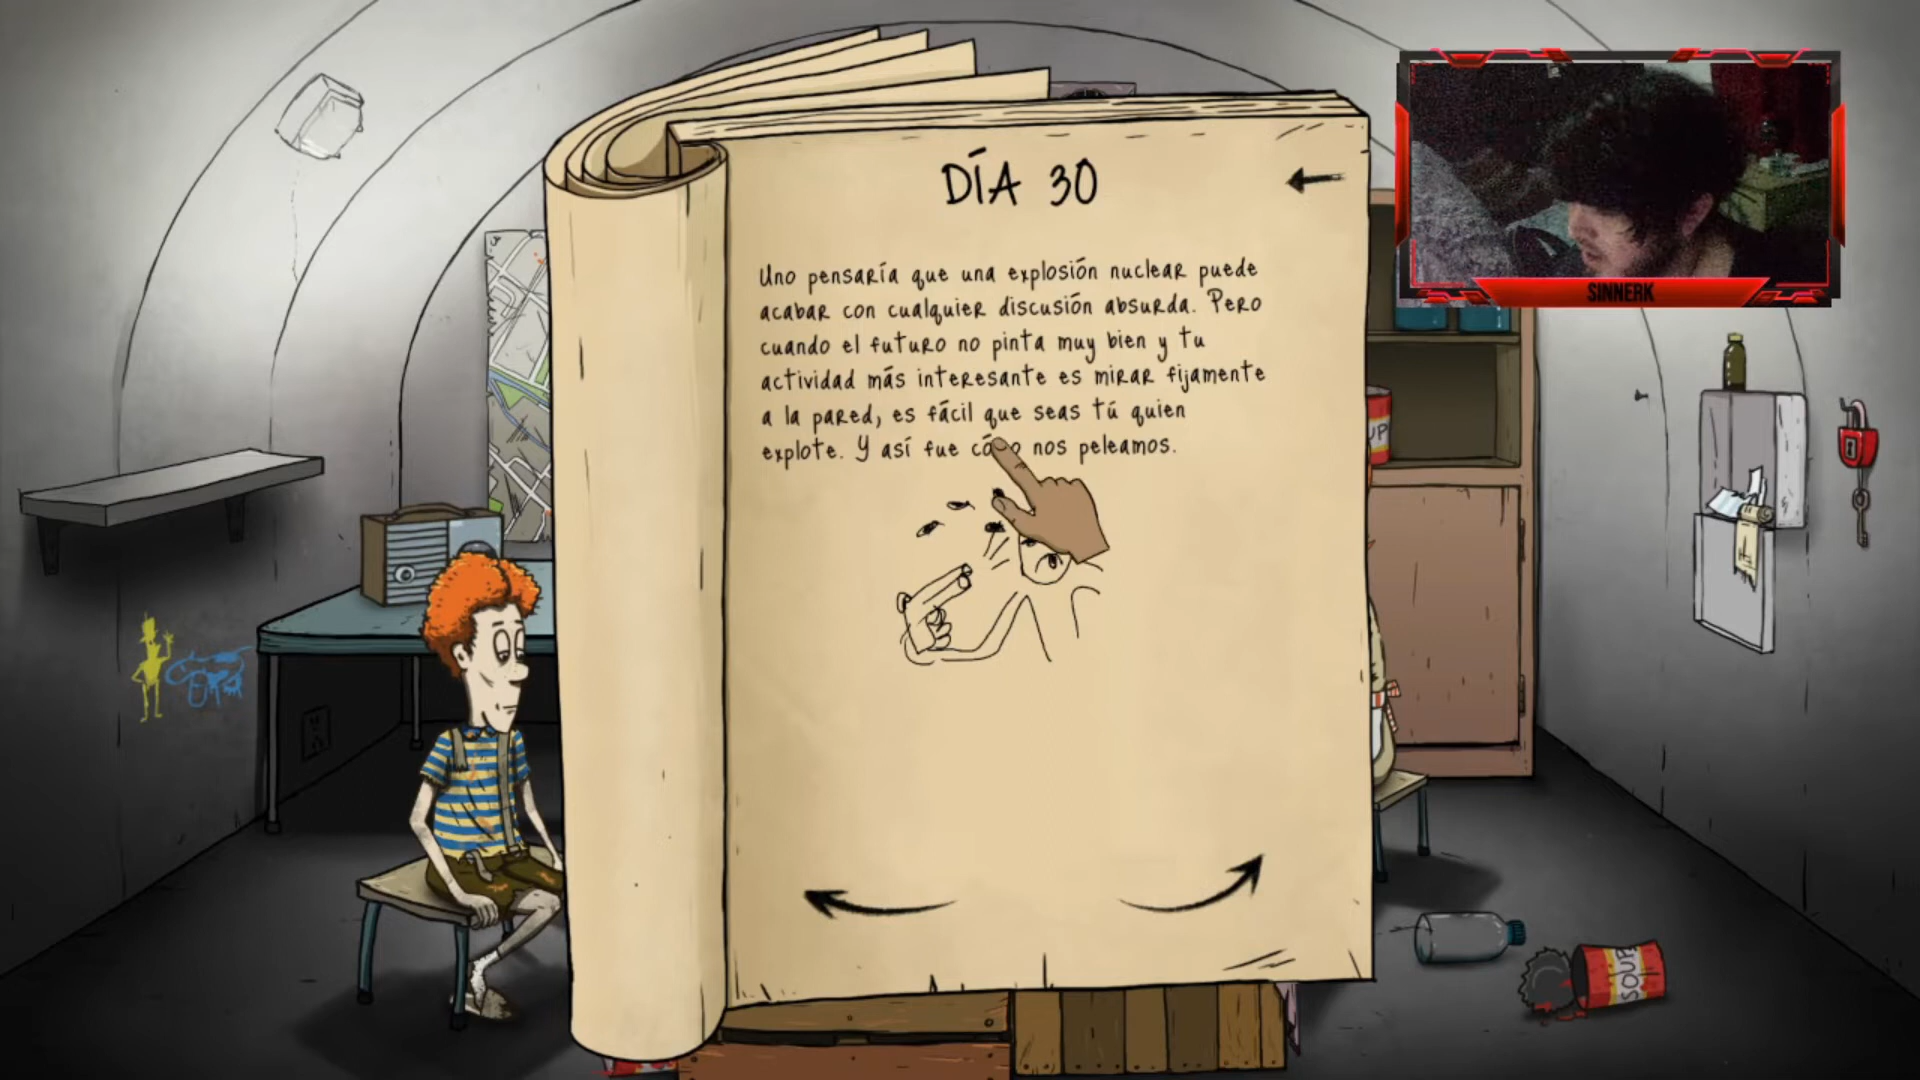 SINNERK
DÍA 30
Uno pensaría que una explosión nuclear puede
acabar con cualquier discusión absurda. Pero
cuando el futuro no pinta muy bien y tu
actividad más interesante es mirar fijamente
a la pared, es fácil que seas tú quien
explote. Y así fue nos peleamos.
SOUP